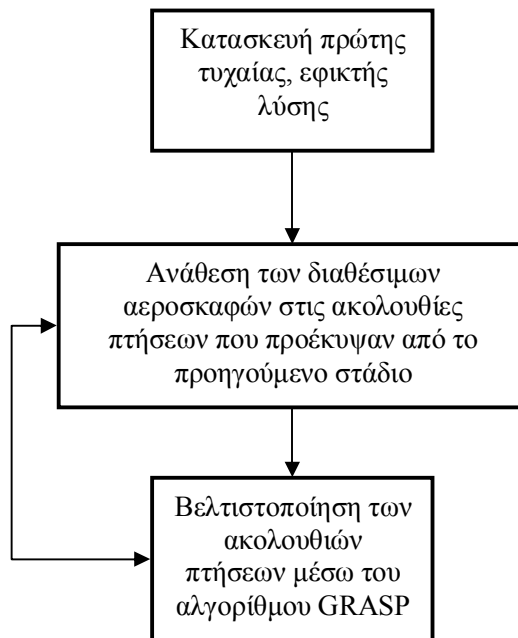 Κατασκευή πρώτης
τυχαίας, εφικτής
λύσης
Ανάθεση των διαθέσιμων
αεροσκαφών στις ακολουθίες
πτήσεων που προέκυψαν από το
προηγούμενο στάδιο
Βελτιστοποίηση των
ακολουθιών
πτήσεων μέσω του
αλγορίθμου GRASP